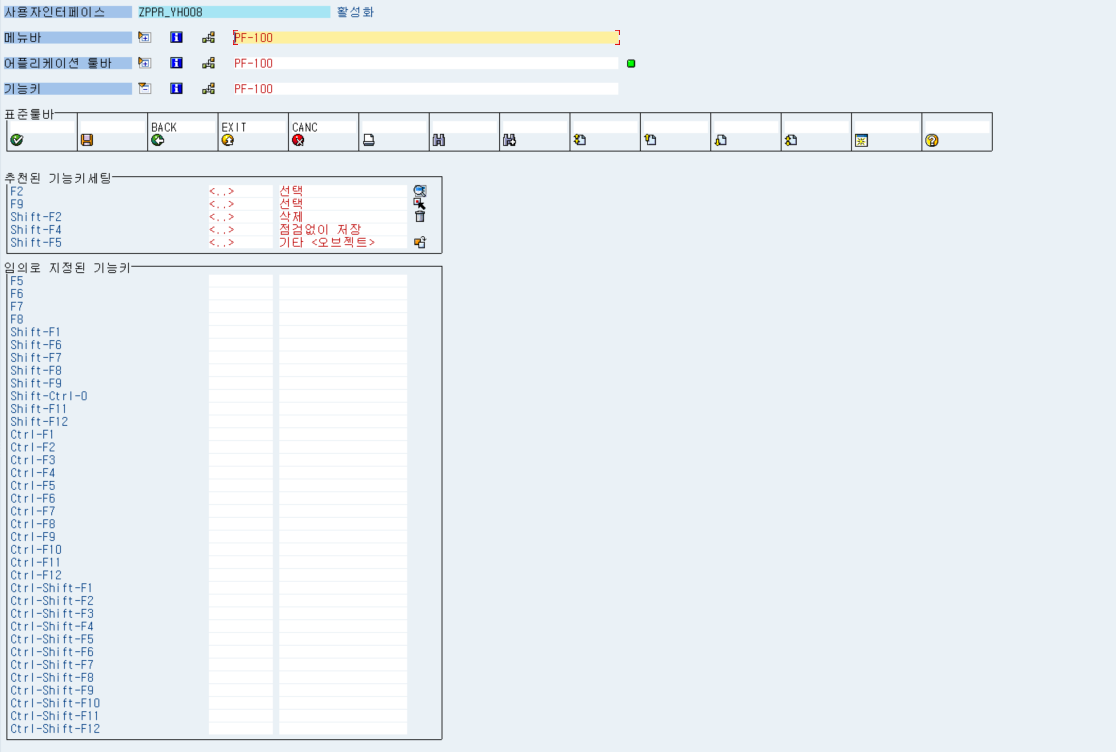 사용자인터페이스 ZPPR_YH008 활성화
메뉴바 PF-100
어플리케이션 툴바 PF-100
기능키 PF-100
표준툴바
BACK EXIT CANC
추천된 기능키세팅
F2 <..> 선택
F9 <..> 선택
Shift-F2 <..> 삭제
Shift-F4 <..> 점검없이 저장
Shift-F5 <..> 기타 <오브젝트>
임의로 지정된 기능키
F5
F6
F7
F8
Shift-F1
Shift-F6
Shift-F7
Shift-F8
Shift-F9
Shift-Ctrl-0
Shift-F11
Shift-F12
Ctrl-F1
Ctrl-F2
Ctrl-F3
Ctrl-F4
Ctrl-F5
Ctrl-F6
Ctrl-F7
Ctrl-F8
Ctrl-F9
Ctrl-F10
Ctrl-F11
Ctrl-F12
Ctrl-Shift-F1
Ctrl-Shift-F2
Ctrl-Shift-F3
Ctrl-Shift-F4
Ctrl-Shift-F5
Ctrl-Shift-F6
Ctrl-Shift-F7
Ctrl-Shift-F8
Ctrl-Shift-F9
Ctrl-Shift-F10
Ctrl-Shift-F11
Ctrl-Shift-F12